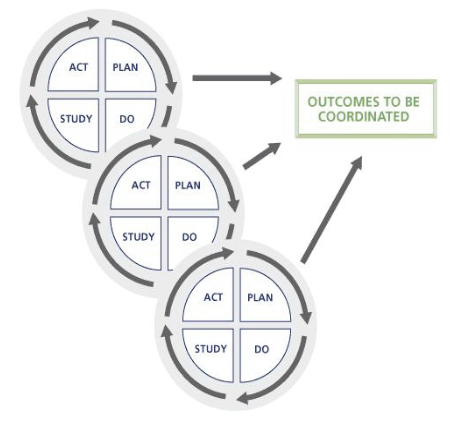 ACT PLAN
STUDY DO
OUTCOMES TO BE
COORDINATED
ACT PLAN
STUDY DO
ACT PLAN
STUDY DO